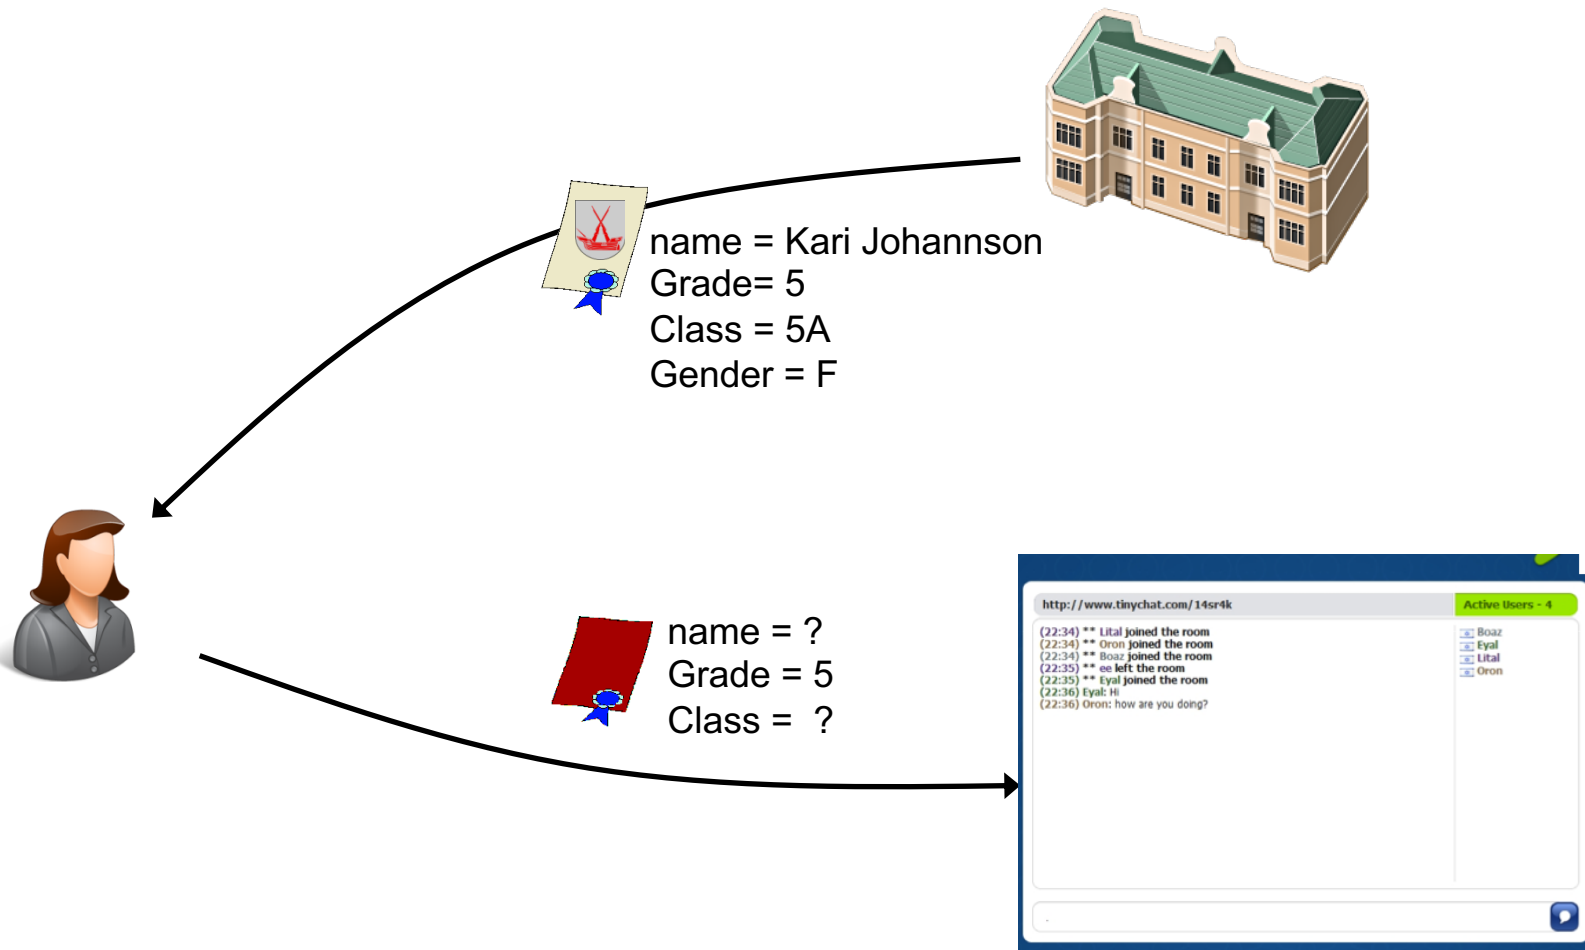 name = Kari Johannson
Grade= 5
Class = 5A
Gender = F
name = ?
Grade = 5
Class =  ?
http://www.tinychat.com/14sr4k
Active Users - 4
(22:34) ** Lital joined the room
(22:34) ** Oron joined the room
(22:34) ** Boaz joined the room
(22:35) ** ee left the room
(22:35) ** Eyal joined the room
(22:36) Eyal: Hi
(22:36) Oron: how are you doing?
Boaz
Eyal
Lital
Oron